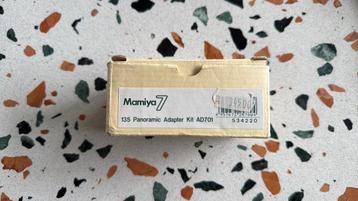 Mamiya 7
135 Panoramic Adapter Kit AD701
534220